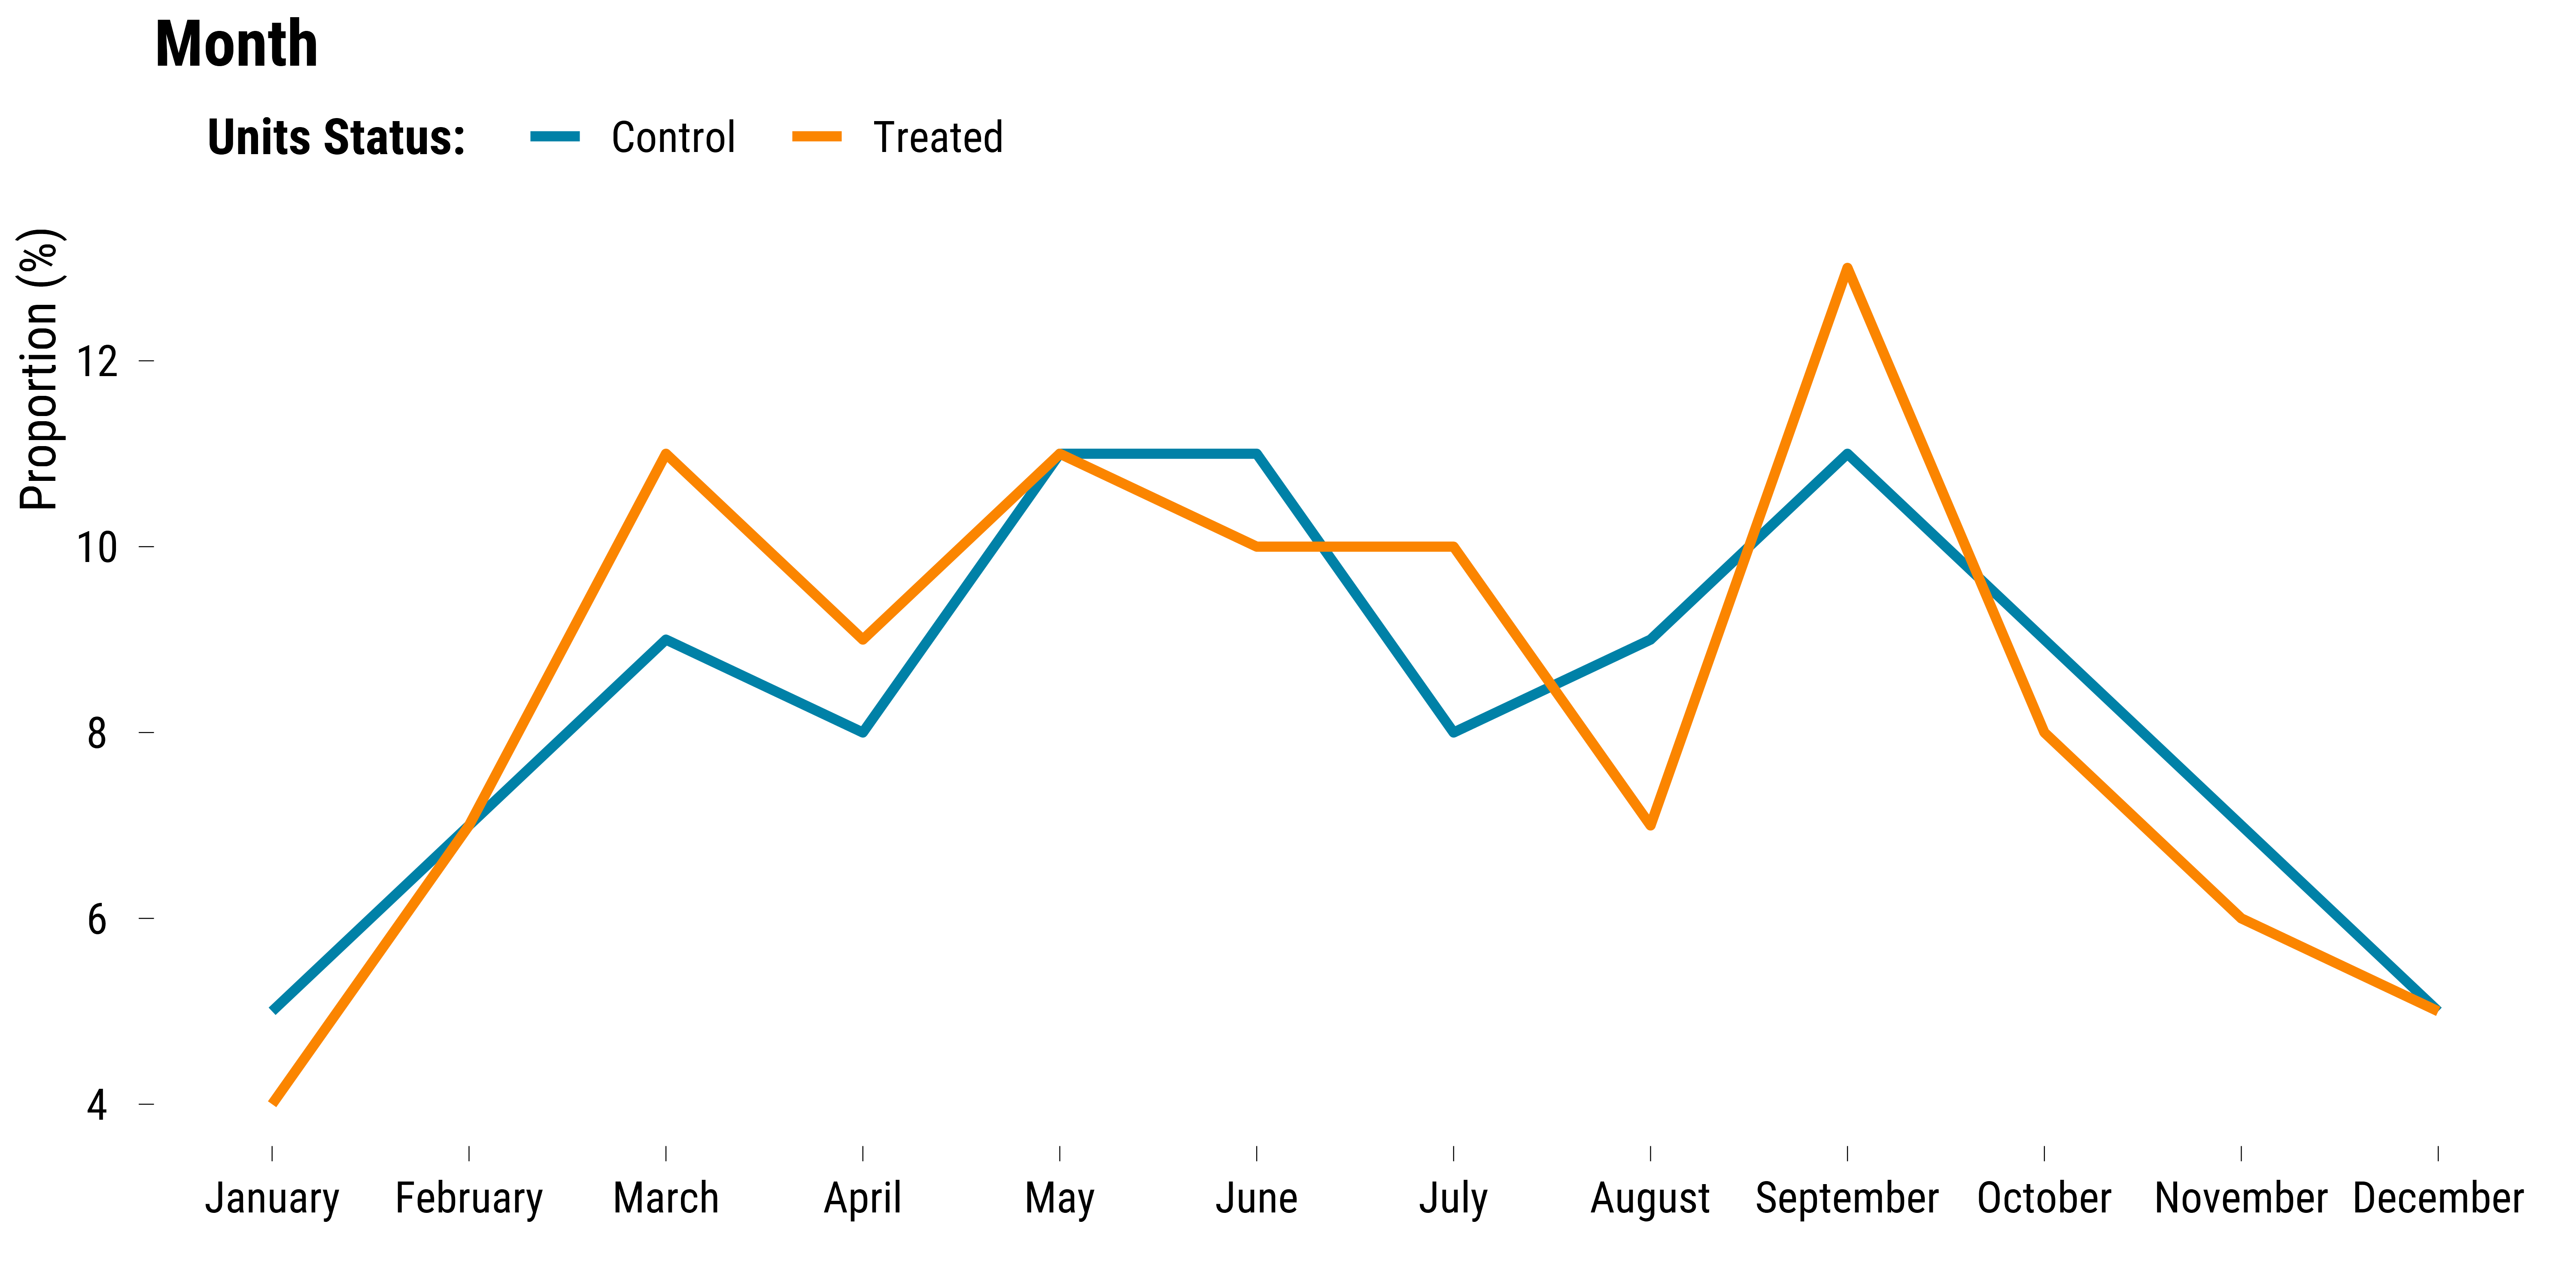 Month
Units Status: Control Treated
Proportion (%)
12
10
8
6
4
January February March April May June July August September October November December